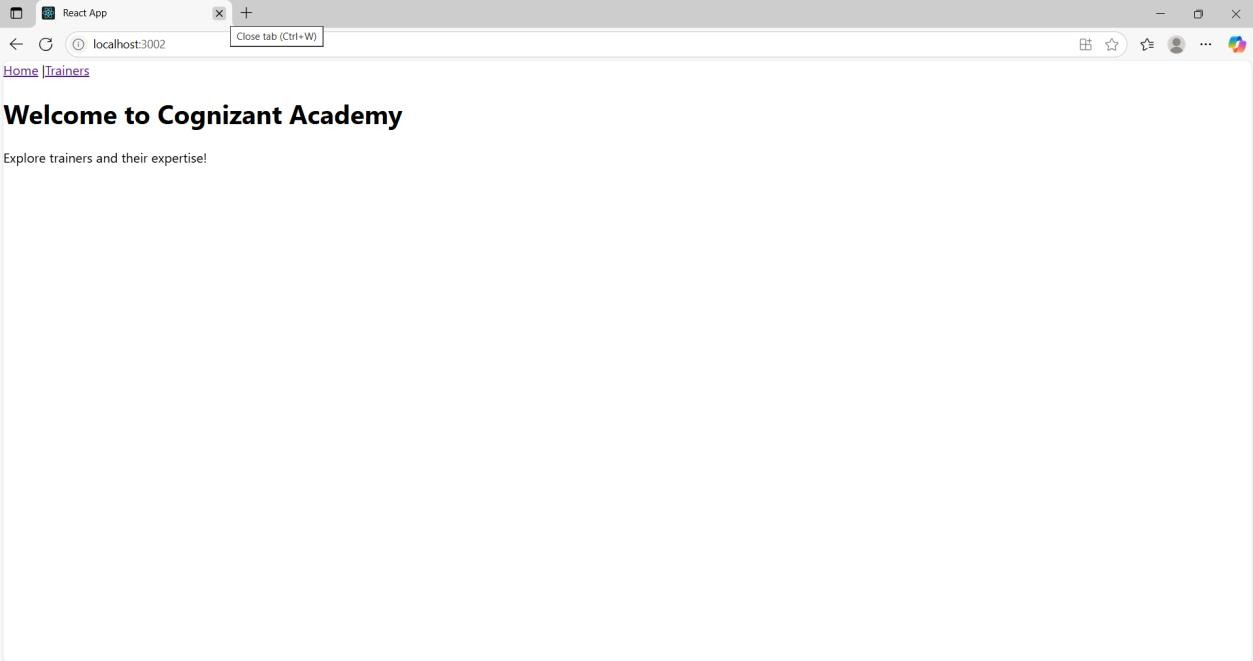 React App
Close tab (Ctrl+W)
localhost:3002
Home |Trainers
Welcome to Cognizant Academy
Explore trainers and their expertise!